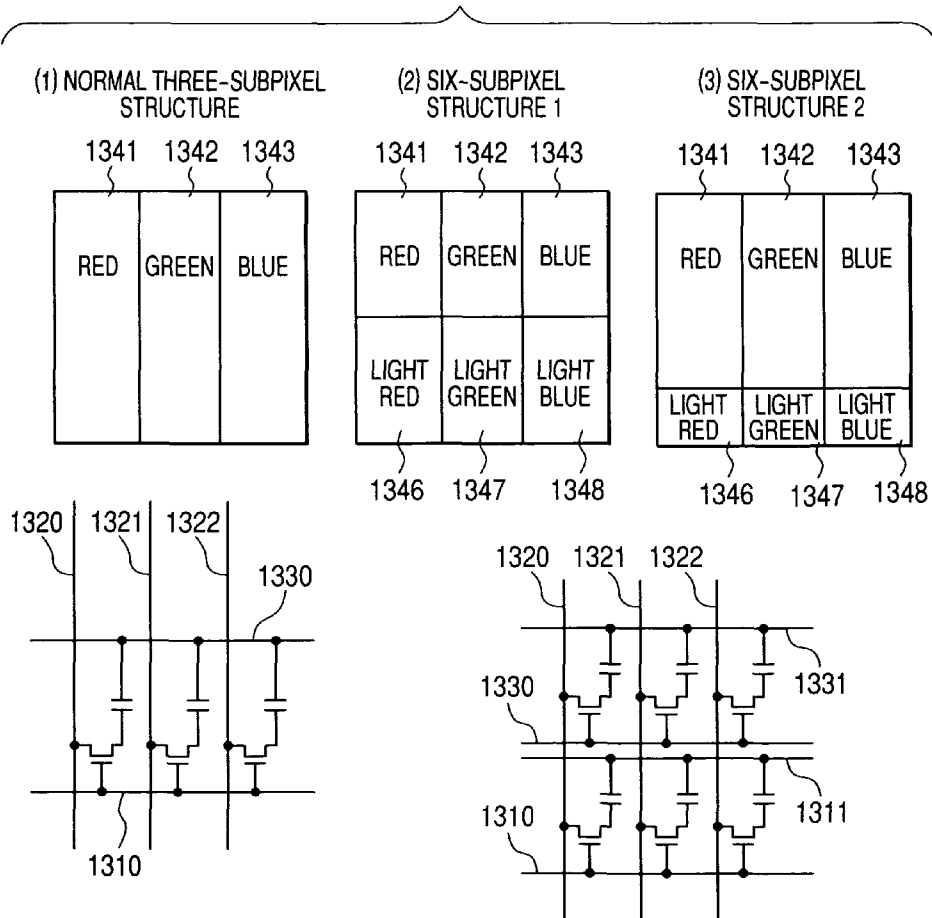 (1) NORMAL THREE-SUBPIXEL
STRUCTURE
1341 1342 1343
RED GREEN BLUE
(2) SIX-SUBPIXEL
STRUCTURE 1
1341 1342 1343
RED GREEN BLUE
LIGHT RED LIGHT GREEN LIGHT BLUE
1346 1347 1348
(3) SIX-SUBPIXEL
STRUCTURE 2
1341 1342 1343
RED GREEN BLUE
LIGHT RED LIGHT GREEN LIGHT BLUE
1346 1347 1348
1320 1321 1322
1330
1310
1320 1321 1322
1331
1330
1311
1310